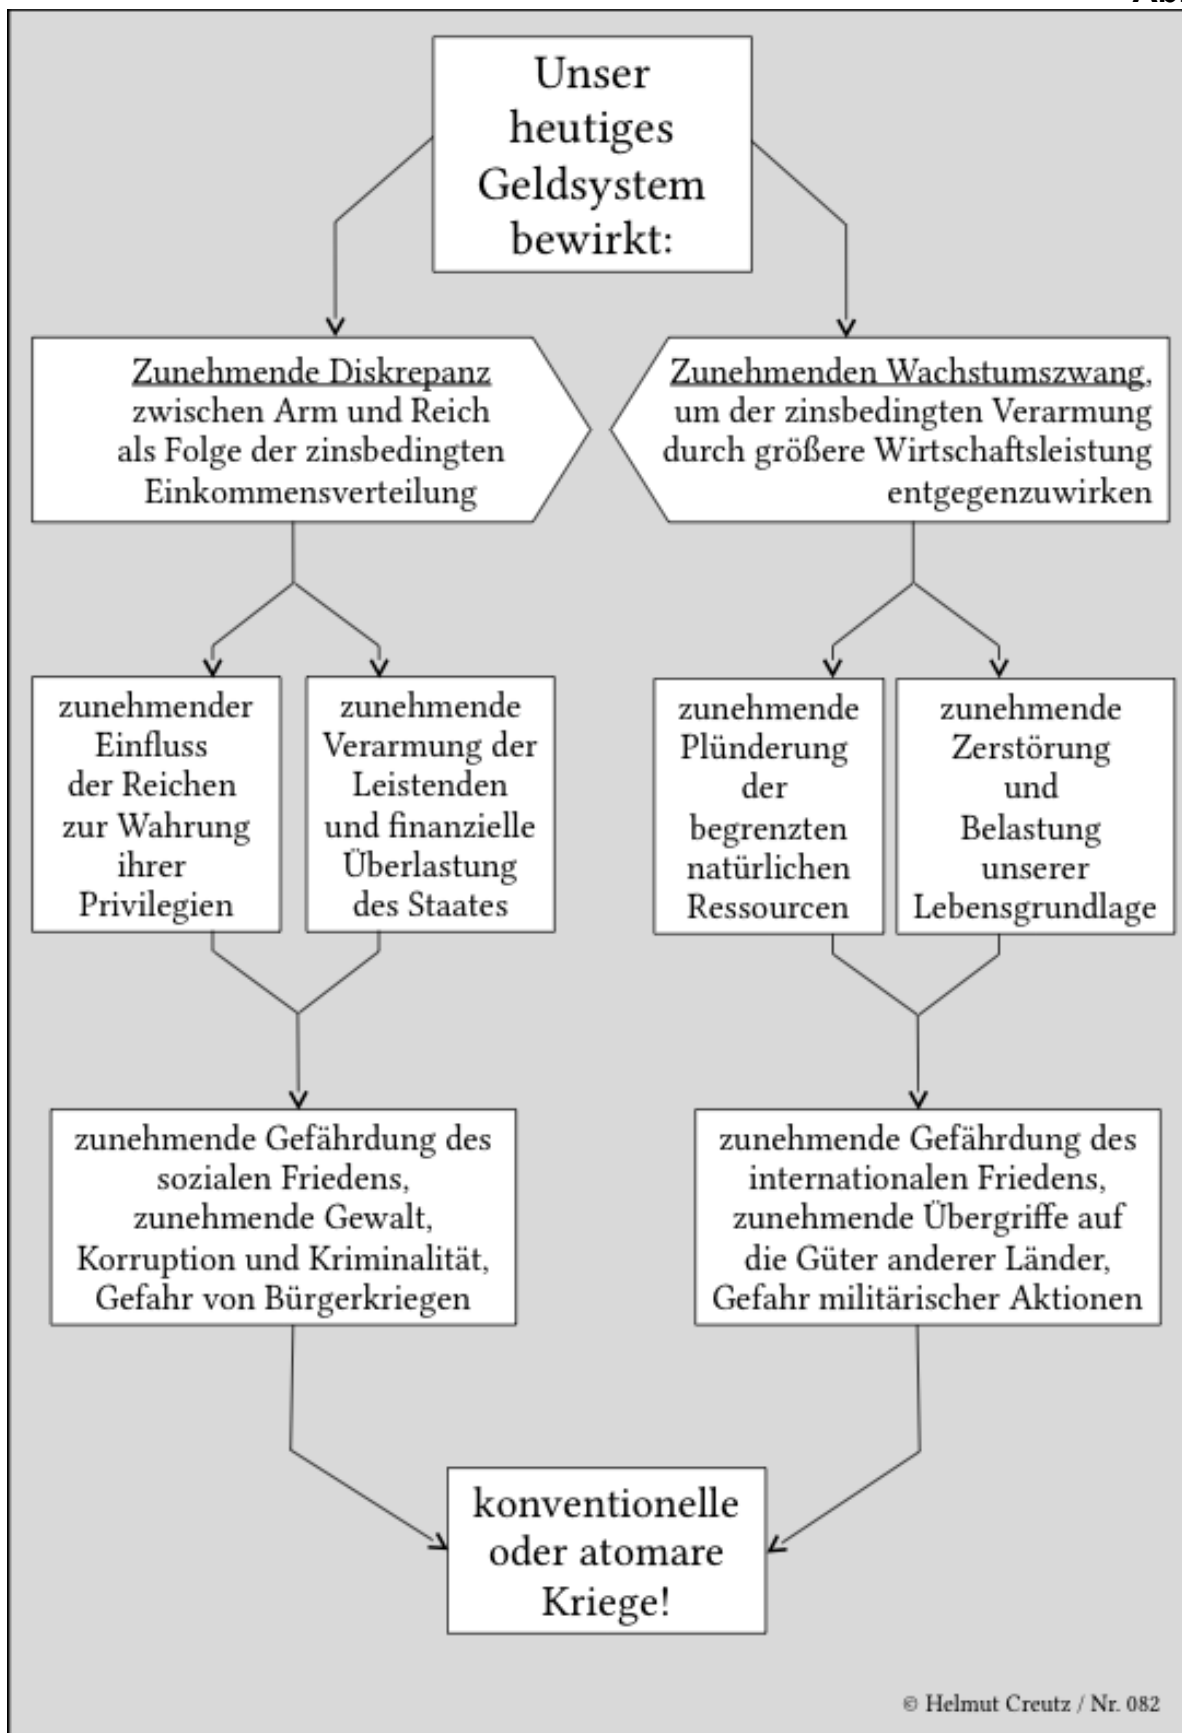 Unser
heutiges
Geldsystem
bewirkt:
Zunehmende Diskrepanz
zwischen Arm und Reich
als Folge der zinsbedingten
Einkommensverteilung
Zunehmenden Wachstumszwang,
um der zinsbedingten Verarmung
durch größere Wirtschaftsleistung
entgegenzuwirken
zunehmender
Einfluss
der Reichen
zur Wahrung
ihrer
Privilegien
zunehmende
Verarmung der
Leistenden
und finanzielle
Überlastung
des Staates
zunehmende
Plünderung
der
begrenzten
natürlichen
Ressourcen
zunehmende
Zerstörung
und
Belastung
unserer
Lebensgrundlage
zunehmende Gefährdung des
sozialen Friedens,
zunehmende Gewalt,
Korruption und Kriminalität,
Gefahr von Bürgerkriegen
zunehmende Gefährdung des
internationalen Friedens,
zunehmende Übergriffe auf
die Güter anderer Länder,
Gefahr militärischer Aktionen
konventionelle
oder atomare
Kriege!
© Helmut Creutz / Nr. 082